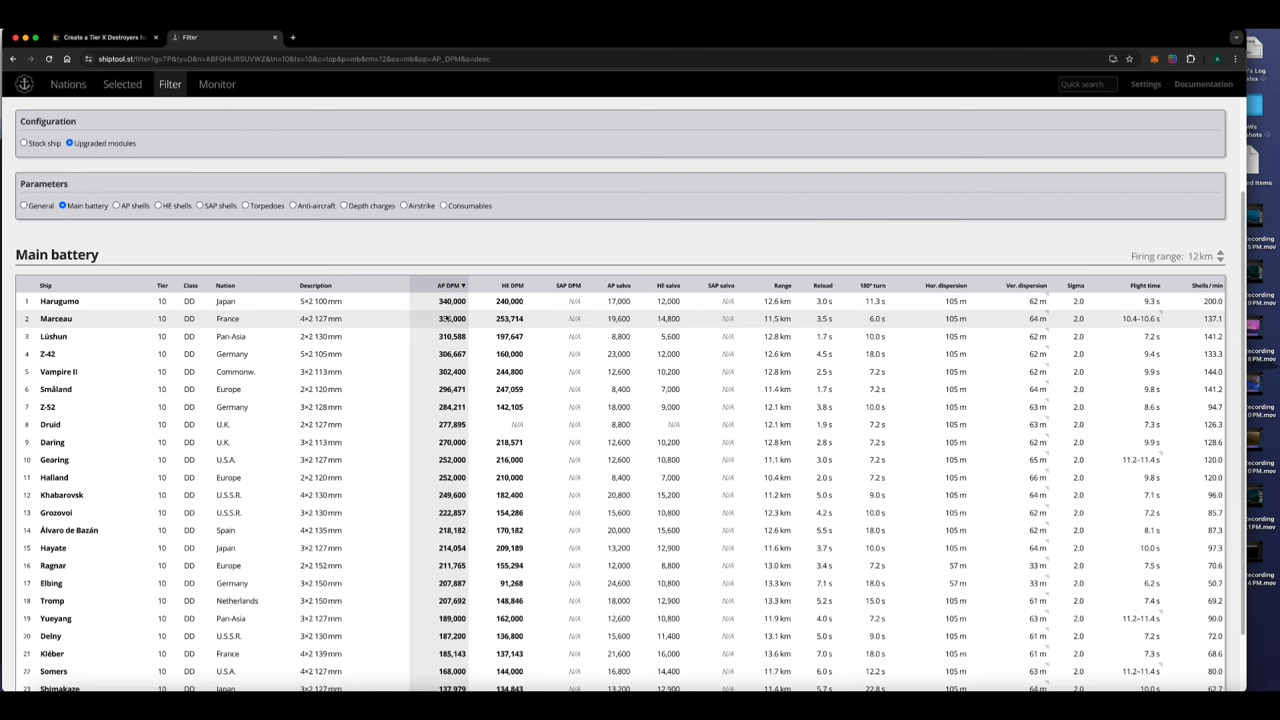 Create a Tier X Destroyers fo
Filter
shiptool.st/filter?g=TP&ty=D&n=ABFGHIJRSUVWZ&tn=10&tx=10&c=top&p=mb&rm=12&os=mb&op=AP_DPM&o=desc
Nations Selected Filter Monitor Quick search Settings Documentation
Configuration
Stock ship Upgraded modules
Parameters
General Main battery AP shells HE shells SAP shells Torpedoes Anti-aircraft Depth charges Airstrike Consumables
Main battery Firing range: 12 km
Ship Tier Class Nation Description AP DPM ▼ HE DPM SAP DPM AP salvo HE salvo SAP salvo Range Reload 180° turn Hor. dispersion Ver. dispersion Sigma Flight time Shells / min
1 Harugumo 10 DD Japan 5×2 100 mm 340,000 240,000 N/A 17,000 12,000 N/A 12.6 km 3.0 s 11.3 s 105 m 62 m 2.0 9.3 s 200.0
2 Marceau 10 DD France 4×2 127 mm 253,714 N/A 19,600 14,800 N/A 11.5 km 3.5 s 6.0 s 105 m 64 m 2.0 10.4–10.6 s 137.1
3 Lüshun 10 DD Pan-Asia 2×2 130 mm 310,588 197,647 N/A 8,800 5,600 N/A 12.8 km 1.7 s 10.0 s 105 m 62 m 2.0 7.2 s 141.2
4 Z-42 10 DD Germany 5×2 105 mm 306,667 160,000 N/A 23,000 12,000 N/A 12.6 km 4.5 s 18.0 s 105 m 62 m 2.0 9.4 s 133.3
5 Vampire II 10 DD Commonw. 3×2 113 mm 302,400 244,800 N/A 12,600 10,200 N/A 12.8 km 2.5 s 7.2 s 105 m 62 m 2.0 9.9 s 144.0
6 Småland 10 DD Europe 2×2 120 mm 296,471 247,059 N/A 8,400 7,000 N/A 11.4 km 1.7 s 7.2 s 105 m 64 m 2.0 9.8 s 141.2
7 Z-52 10 DD Germany 3×2 128 mm 284,211 142,105 N/A 18,000 9,000 N/A 12.1 km 3.8 s 10.0 s 105 m 63 m 2.0 8.6 s 94.7
8 Druid 10 DD U.K. 2×2 127 mm 277,895 N/A N/A 8,800 N/A N/A 12.1 km 1.9 s 7.2 s 105 m 63 m 2.0 7.3 s 126.3
9 Daring 10 DD U.K. 3×2 113 mm 270,000 218,571 N/A 12,600 10,200 N/A 12.8 km 2.8 s 7.2 s 105 m 62 m 2.0 9.9 s 128.6
10 Gearing 10 DD U.S.A. 3×2 127 mm 252,000 216,000 N/A 12,600 10,800 N/A 11.1 km 3.0 s 7.2 s 105 m 65 m 2.0 11.2–11.4 s 120.0
11 Halland 10 DD Europe 2×2 120 mm 252,000 210,000 N/A 8,400 7,000 N/A 10.4 km 2.0 s 7.2 s 105 m 66 m 2.0 9.8 s 120.0
12 Khabarovsk 10 DD U.S.S.R. 4×2 130 mm 249,600 182,400 N/A 20,800 15,200 N/A 11.2 km 5.0 s 9.0 s 105 m 64 m 2.0 7.1 s 96.0
13 Grozovoi 10 DD U.S.S.R. 3×2 130 mm 222,857 154,286 N/A 15,600 10,800 N/A 12.3 km 4.2 s 10.0 s 105 m 62 m 2.0 7.2 s 85.7
14 Álvaro de Bazán 10 DD Spain 4×2 135 mm 218,182 170,182 N/A 20,000 15,600 N/A 12.6 km 5.5 s 18.0 s 105 m 62 m 2.0 8.1 s 87.3
15 Hayate 10 DD Japan 3×2 127 mm 214,054 209,189 N/A 13,200 12,900 N/A 11.6 km 3.7 s 10.0 s 105 m 64 m 2.0 10.0 s 97.3
16 Ragnar 10 DD Europe 2×2 152 mm 211,765 155,294 N/A 12,000 8,800 N/A 11.0 km 3.4 s 7.2 s 57 m 33 m 2.0 7.5 s 70.6
17 Elbing 10 DD Germany 3×2 150 mm 207,887 91,268 N/A 24,600 10,800 N/A 13.3 km 7.1 s 18.0 s 57 m 33 m 2.0 6.2 s 50.7
18 Tromp 10 DD Netherlands 3×2 150 mm 207,692 148,846 N/A 18,000 12,900 N/A 13.3 km 5.2 s 15.0 s 105 m 61 m 2.0 7.4 s 69.2
19 Yueyang 10 DD Pan-Asia 3×2 127 mm 189,000 162,000 N/A 12,600 10,800 N/A 11.9 km 4.0 s 7.2 s 105 m 63 m 2.0 11.2–11.4 s 90.0
20 Delny 10 DD U.S.S.R. 3×2 130 mm 187,200 136,800 N/A 15,600 11,400 N/A 13.1 km 5.0 s 9.0 s 105 m 61 m 2.0 7.2 s 72.0
21 Kléber 10 DD France 4×2 139 mm 185,143 137,143 N/A 21,600 16,000 N/A 13.6 km 7.0 s 18.0 s 105 m 61 m 2.0 7.3 s 68.6
22 Somers 10 DD U.S.A. 4×2 127 mm 168,000 144,000 N/A 16,800 14,400 N/A 11.7 km 6.0 s 12.2 s 105 m 63 m 2.0 11.2–11.4 s 80.0
23 Shimakaze 10 DD Japan 3×2 127 mm 137,979 134,843 N/A 13,200 12,900 N/A 11.4 km 5.7 s 22.8 s 105 m 64 m 2.0 10.0 s 62.7